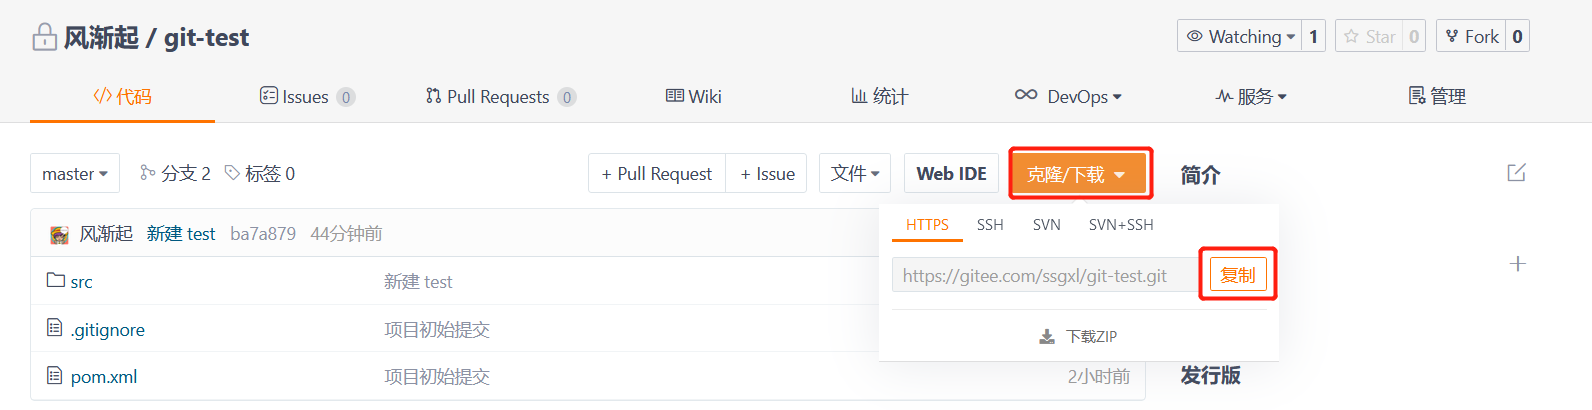 风渐起 / git-test
Watching 1 Star 0 Fork 0
代码 Issues 0 Pull Requests 0 Wiki 统计 DevOps 服务 管理
master 分支 2 标签 0 + Pull Request + Issue 文件 Web IDE 克隆/下载 简介
HTTPS SSH SVN SVN+SSH
风渐起 新建 test ba7a879 44分钟前
https://gitee.com/ssgxl/git-test.git 复制
src 新建 test
.gitignore 项目初始提交
下载ZIP
pom.xml 项目初始提交 2小时前 发行版